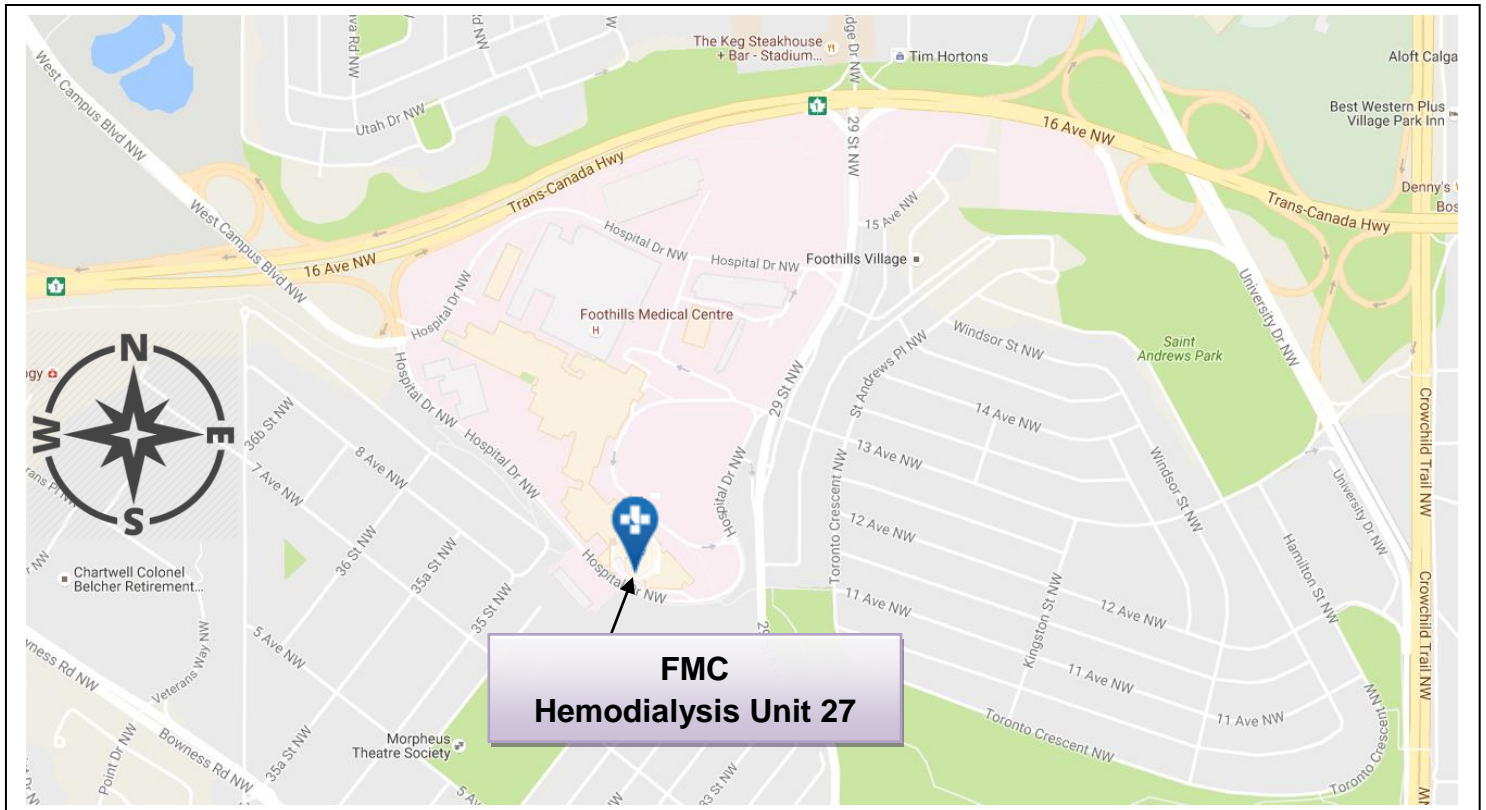 The Keg Steakhouse
+ Bar - Stadium...
Tim Hortons
Aloft Calga
Best Western Plus
Village Park Inn
West Campus Blvd NW
Utah Dr NW
1
29 St NW
16 Ave NW
Trans-Canada Hwy
Denny's
Bos
Trans-Canada Hwy
15 Ave NW
West Campus Blvd NW
16 Ave NW
1
Hospital Dr NW
Hospital Dr NW
Foothills Village
Hospital Dr NW
Foothills Medical Centre
H
University Dr NW
Windsor St NW
Saint
Andrews Park
St Andrews Pl NW
N
W
E
S
Hospital Dr NW
29 St NW
14 Ave NW
Crowchild Trail NW
36b St NW
8 Ave NW
Hospital Dr NW
Hospital Dr NW
13 Ave NW
Windsor St NW
7 Ave NW
Toronto Crescent NW
University Dr NW
36 St NW
35a St NW
12 Ave NW
Hamilton St NW
Chartwell Colonel
Belcher Retirement...
Hospital Dr NW
35 St NW
11 Ave NW
Kingston St NW
12 Ave NW
Crowchild Trail NW
5 Ave NW
Veterans Way NW
FMC
Hemodialysis Unit 27
11 Ave NW
11 Ave NW
Toronto Crescent NW
Toronto Crescent NW
Morpheus
Theatre Society
Point Dr NW
Bowness Rd NW
35a St NW
33 St NW